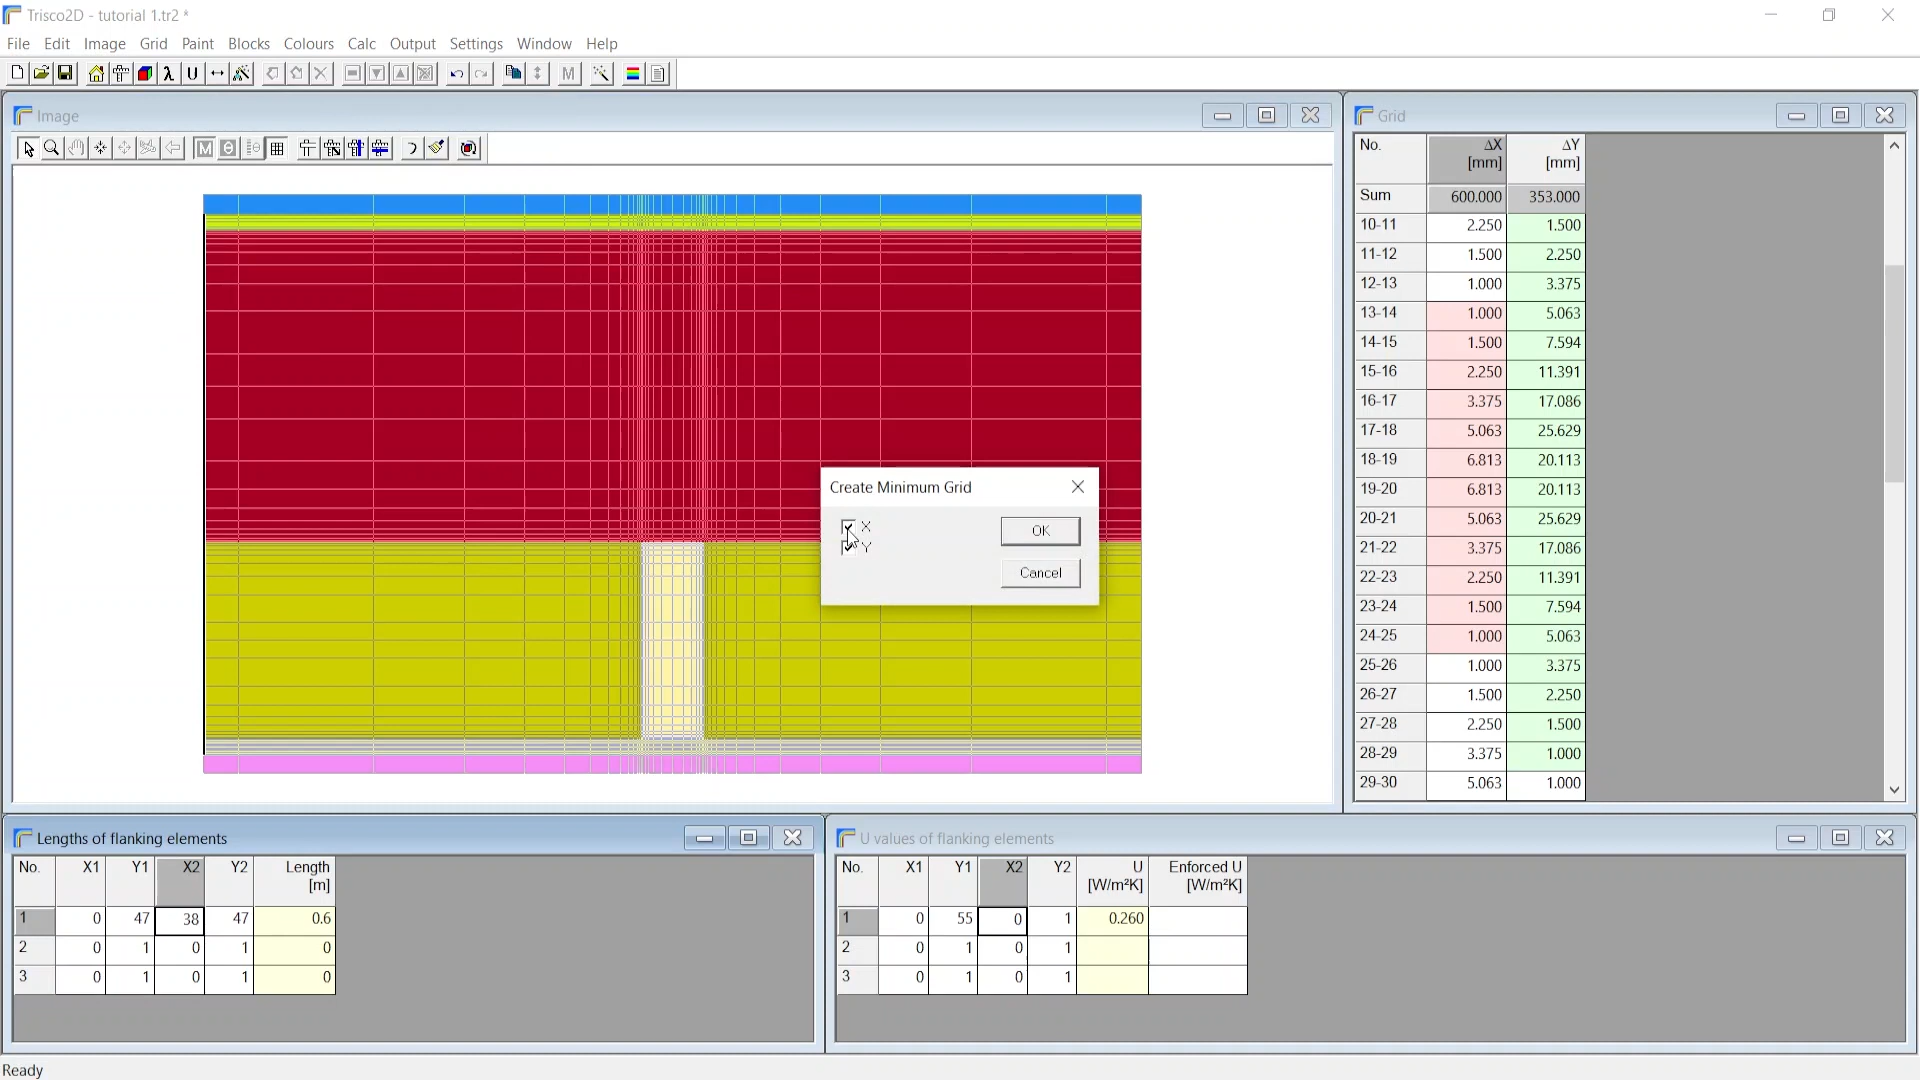 Trisco2D - tutorial 1.tr2 *
File Edit Image Grid Paint Blocks Colours Calc Output Settings Window Help
λ U M
Image
M
Grid
No. ΔX ΔY
[mm] [mm]
Sum 600.000 353.000
10-11 2.250 1.500
11-12 1.500 2.250
12-13 1.000 3.375
13-14 1.000 5.063
14-15 1.500 7.594
15-16 2.250 11.391
16-17 3.375 17.086
17-18 5.063 25.629
18-19 6.813 20.113
19-20 6.813 20.113
20-21 5.063 25.629
21-22 3.375 17.086
22-23 2.250 11.391
23-24 1.500 7.594
24-25 1.000 5.063
25-26 1.000 3.375
26-27 1.500 2.250
27-28 2.250 1.500
28-29 3.375 1.000
29-30 5.063 1.000
Create Minimum Grid
X
Y
OK
Cancel
Lengths of flanking elements
No. X1 Y1 X2 Y2 Length
[m]
1 0 47 38 47 0.6
2 0 1 0 1 0
3 0 1 0 1 0
U values of flanking elements
No. X1 Y1 X2 Y2 U Enforced U
[W/m²K] [W/m²K]
1 0 55 0 1 0.260
2 0 1 0 1
3 0 1 0 1
Ready